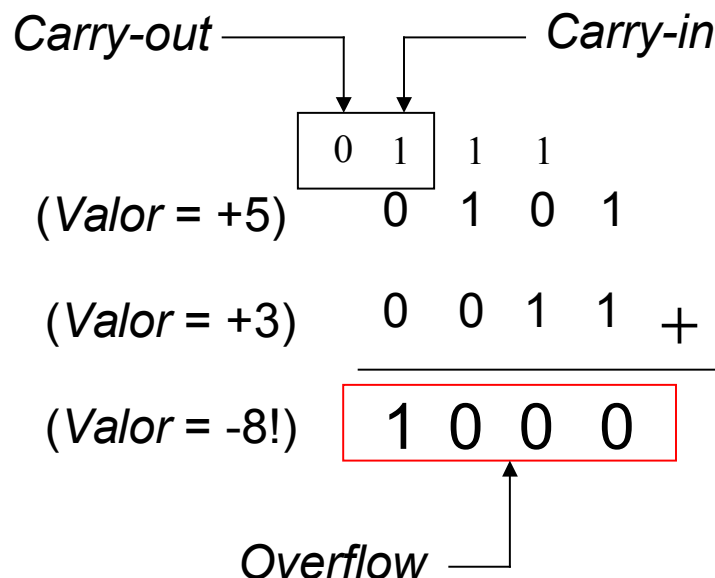 Carry-out Carry-in
0 1 1 1
(Valor = +5) 0 1 0 1
(Valor = +3) 0 0 1 1 +
(Valor = -8!) 1 0 0 0
Overflow